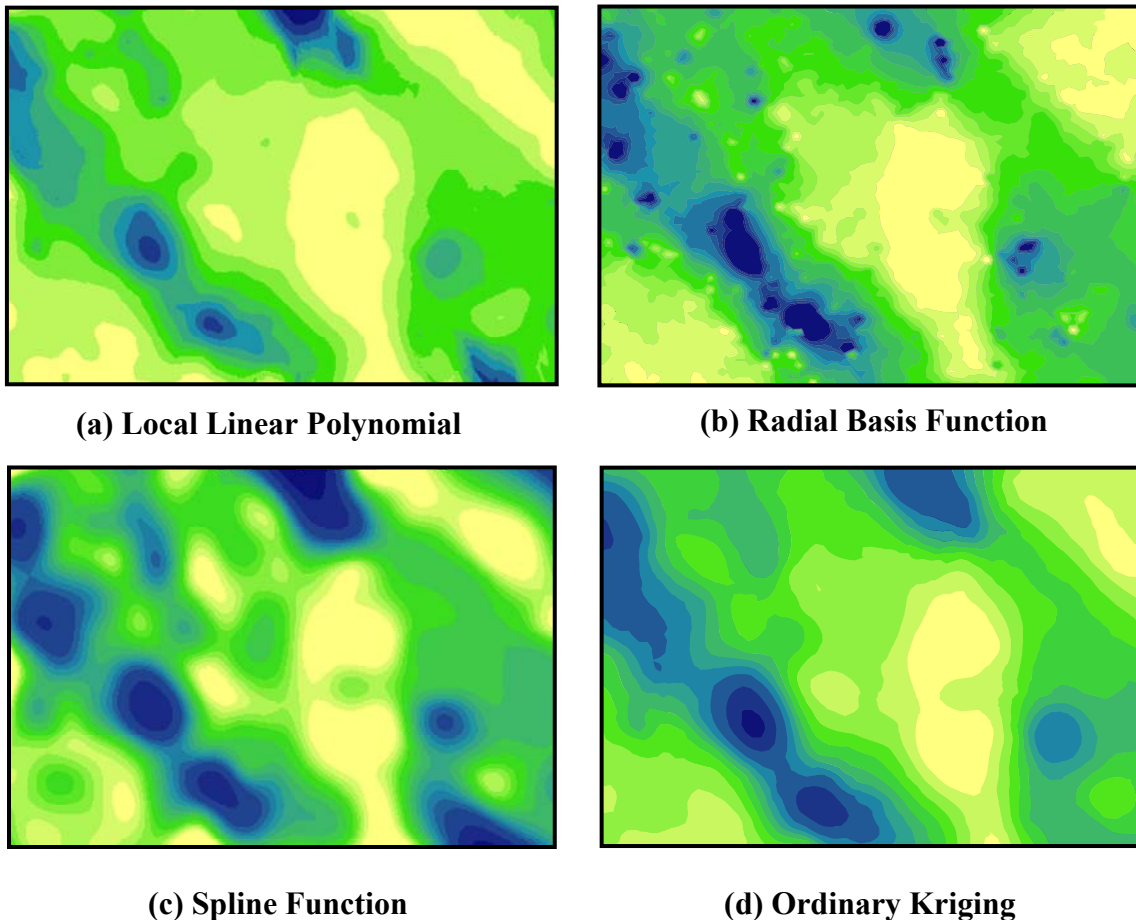 (a) Local Linear Polynomial
(b) Radial Basis Function
(c) Spline Function
(d) Ordinary Kriging